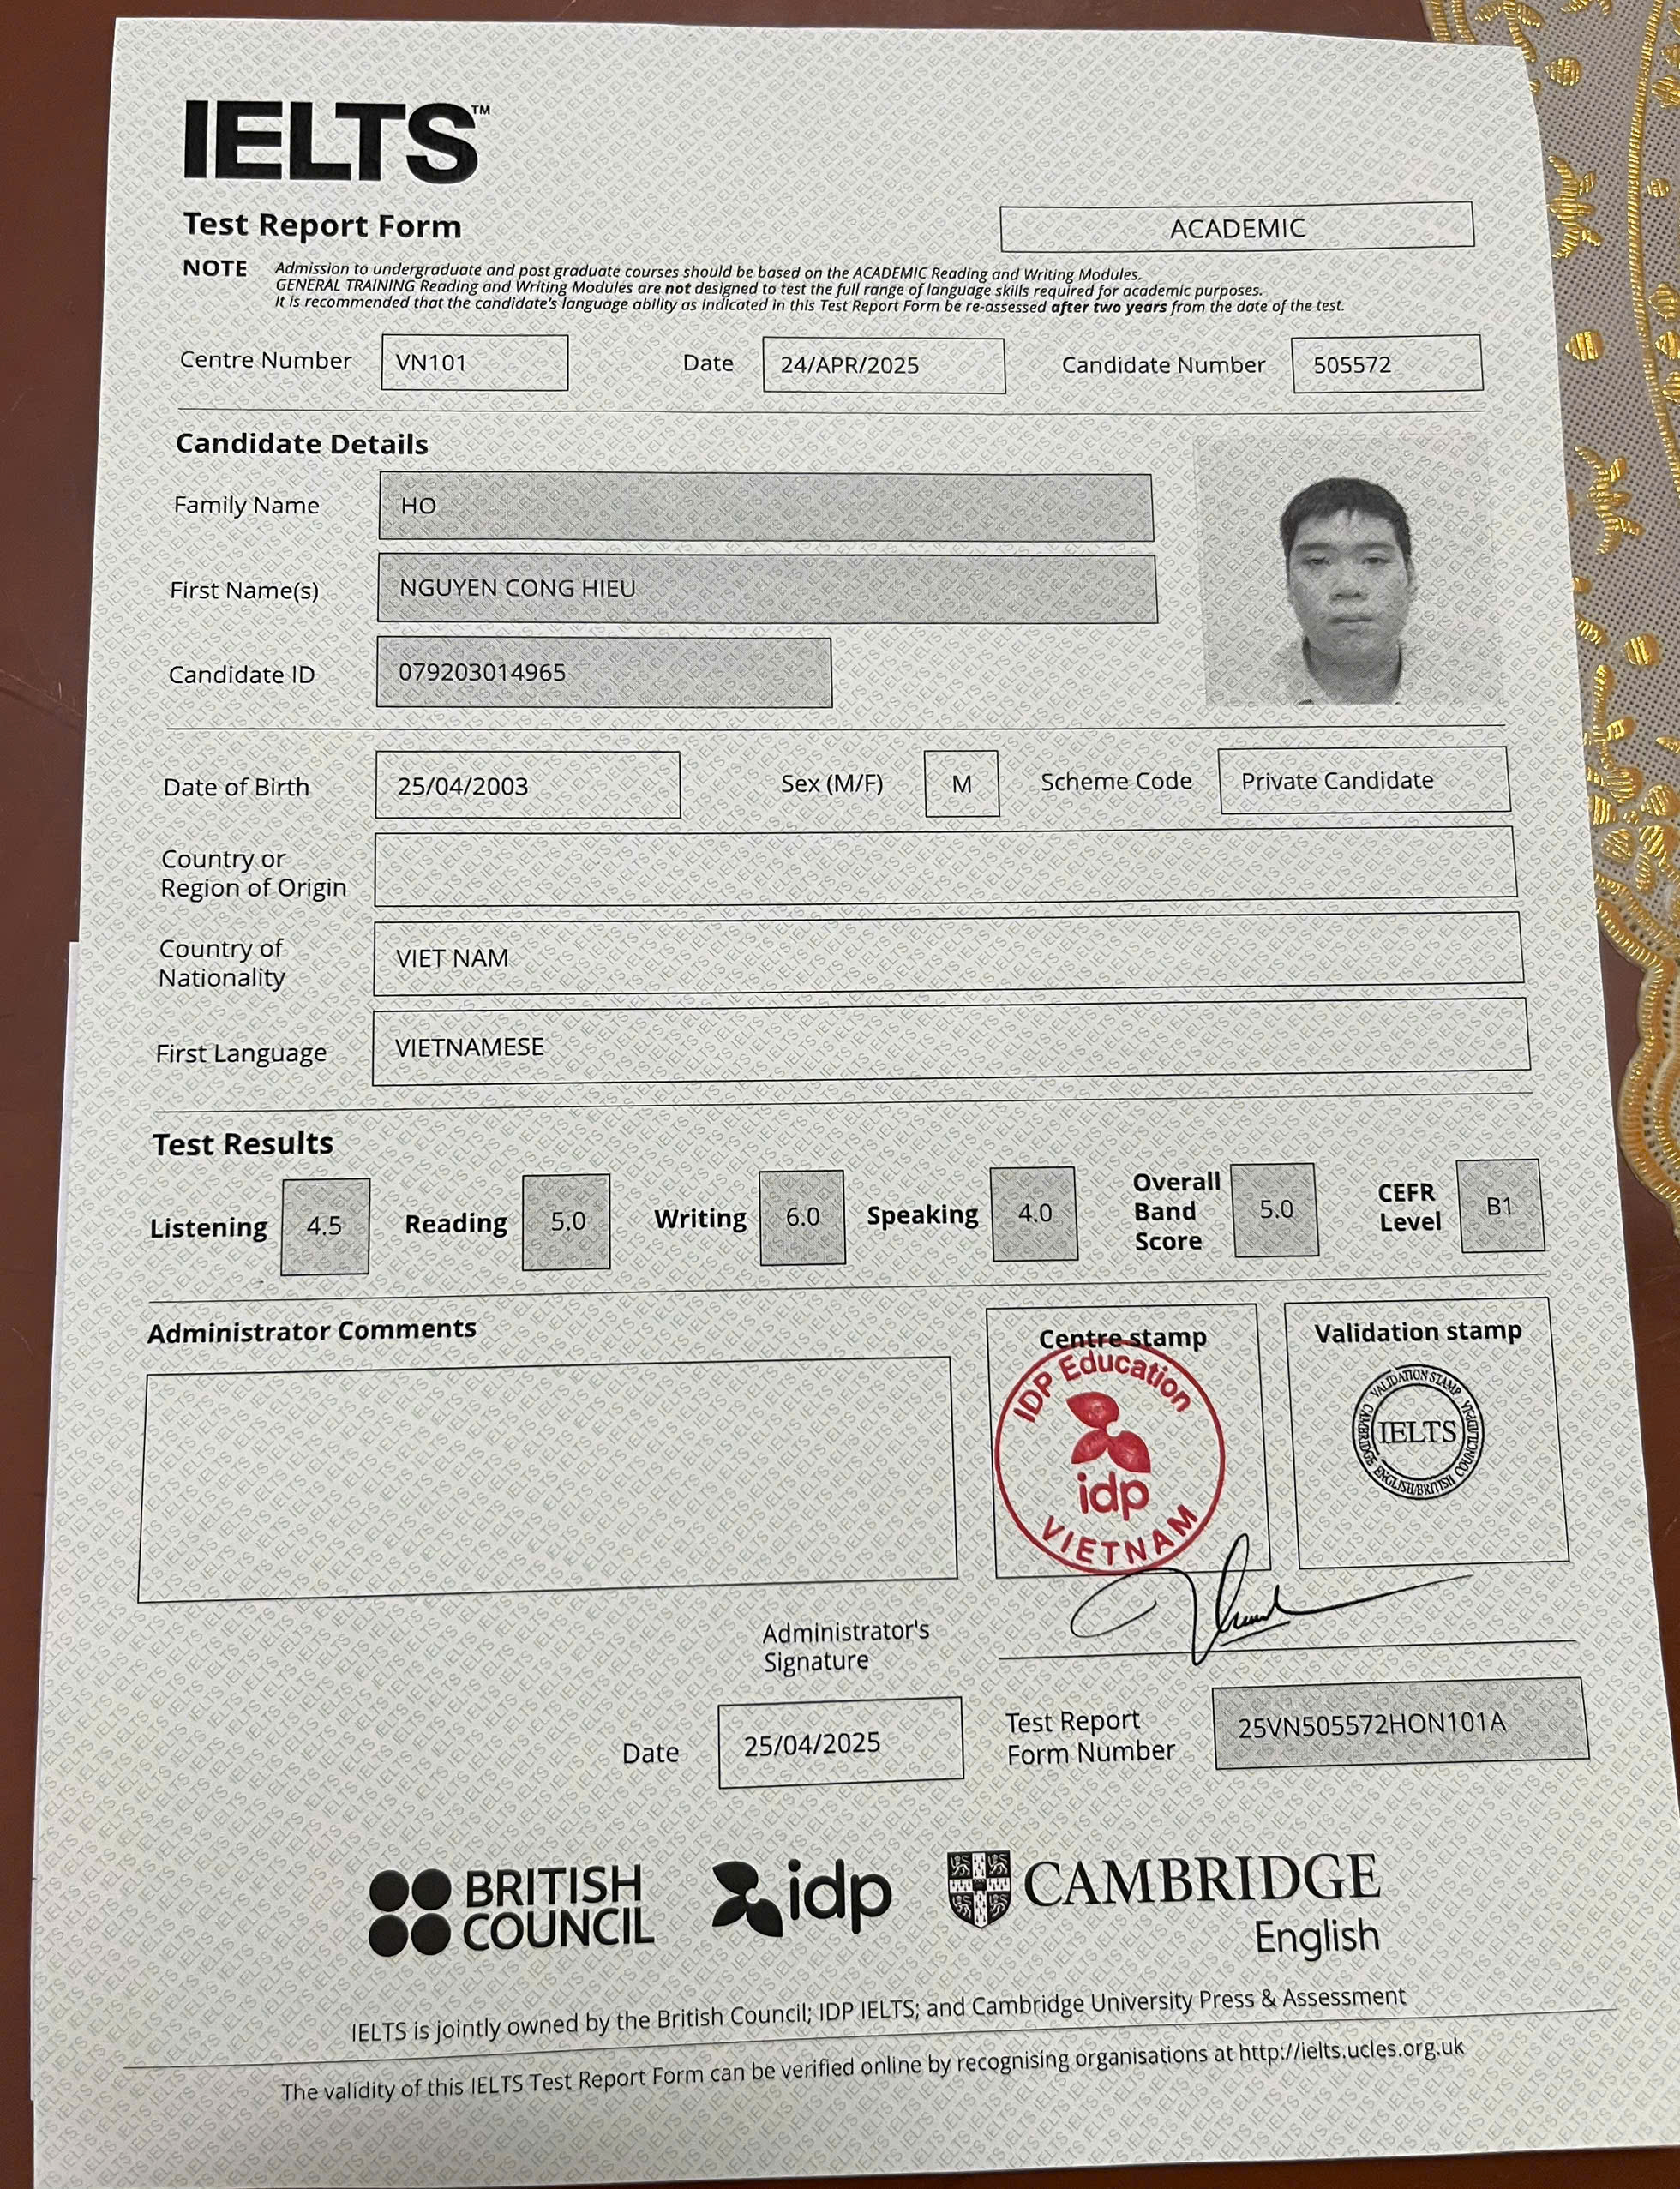 IELTS™
Test Report Form
ACADEMIC
NOTE Admission to undergraduate and post graduate courses should be based on the ACADEMIC Reading and Writing Modules.
GENERAL TRAINING Reading and Writing Modules are not designed to test the full range of language skills required for academic purposes.
It is recommended that the candidate's language ability as indicated in this Test Report Form be re-assessed after two years from the date of the test.
Centre Number VN101 Date 24/APR/2025 Candidate Number 505572
Candidate Details
Family Name HO
First Name(s) NGUYEN CONG HIEU
Candidate ID 079203014965
Date of Birth 25/04/2003 Sex (M/F) M Scheme Code Private Candidate
Country or
Region of Origin
Country of
Nationality VIET NAM
First Language VIETNAMESE
Test Results
Listening 4.5 Reading 5.0 Writing 6.0 Speaking 4.0 Overall Band Score 5.0 CEFR Level B1
Administrator Comments
Centre stamp
IDP Education
idp
VIETNAM
Validation stamp
VALIDATION STAMP
IELTS
CAMBRIDGE ENGLISH/BRITISH COUNCIL/IDP:IA
Administrator's
Signature
Date 25/04/2025
Test Report
Form Number 25VN505572HON101A
BRITISH
COUNCIL
idp
CAMBRIDGE
English
IELTS is jointly owned by the British Council; IDP IELTS; and Cambridge University Press & Assessment
The validity of this IELTS Test Report Form can be verified online by recognising organisations at http://ielts.ucles.org.uk